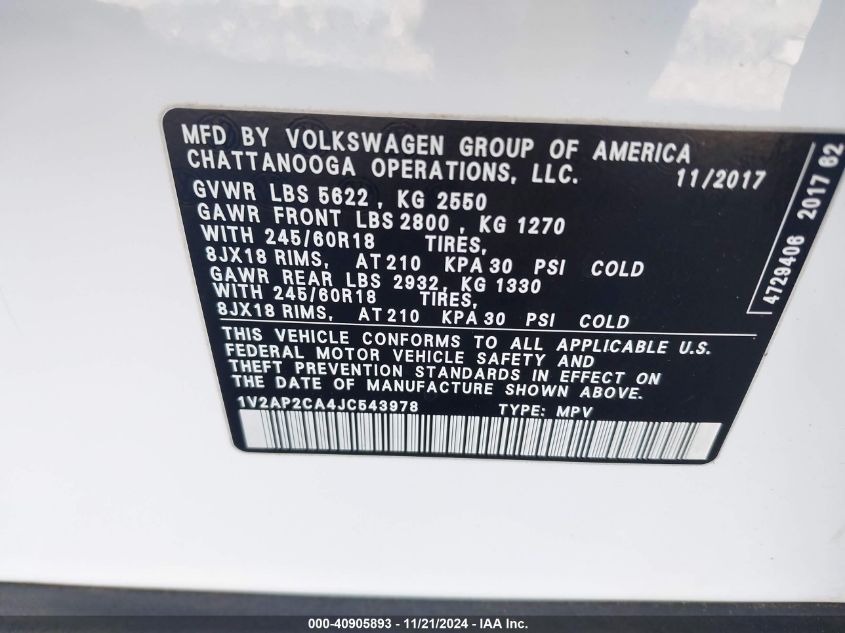 MFD BY VOLKSWAGEN GROUP OF AMERICA
CHATTANOOGA OPERATIONS, LLC. 11/2017
GVWR LBS 5622 , KG 2550
GAWR FRONT LBS 2800 , KG 1270
WITH 245/60R18 TIRES,
8JX18 RIMS, AT 210 KPA 30 PSI COLD
GAWR REAR LBS 2932, KG 1330
WITH 245/60R18 TIRES,
8JX18 RIMS, AT 210 KPA 30 PSI COLD
THIS VEHICLE CONFORMS TO ALL APPLICABLE U.S.
FEDERAL MOTOR VEHICLE SAFETY AND
THEFT PREVENTION STANDARDS IN EFFECT ON
THE DATE OF MANUFACTURE SHOWN ABOVE.
1V2AP2CA4JC543978 TYPE: MPV
4729406 2017 62
000-40905893 - 11/21/2024 - IAA Inc.